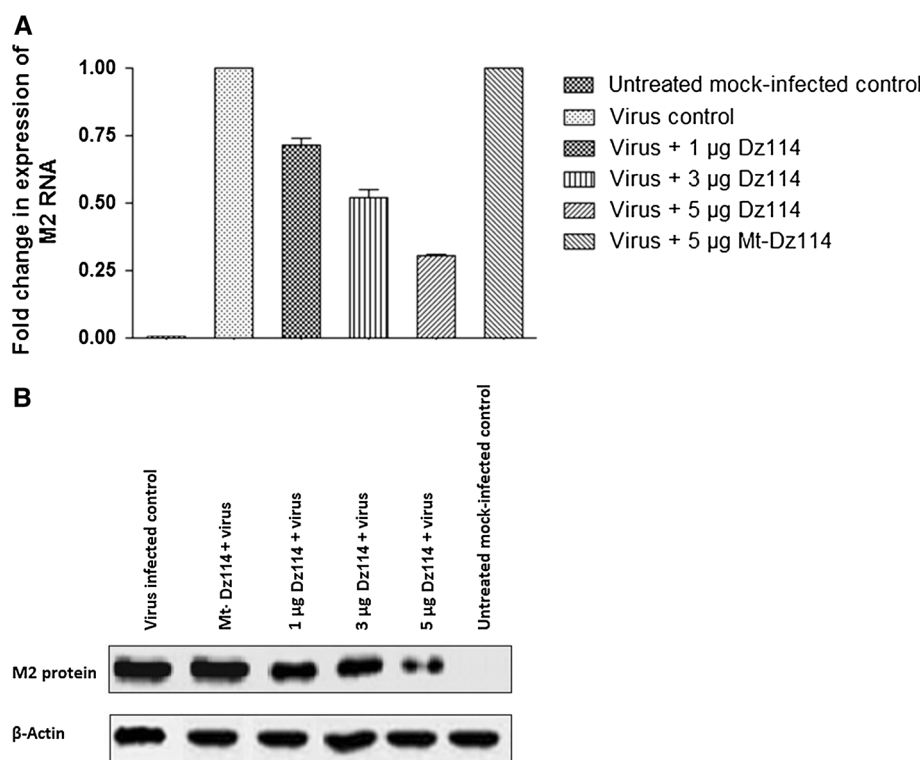 A
Fold change in expression of
M2 RNA
1.00
0.75
0.50
0.25
0.00
Untreated mock-infected control
Virus control
Virus + 1 µg Dz114
Virus + 3 µg Dz114
Virus + 5 µg Dz114
Virus + 5 µg Mt-Dz114
B
Virus infected control
Mt- Dz114 + virus
1 µg Dz114 + virus
3 µg Dz114 + virus
5 µg Dz114 + virus
Untreated mock-infected control
M2 protein
β-Actin